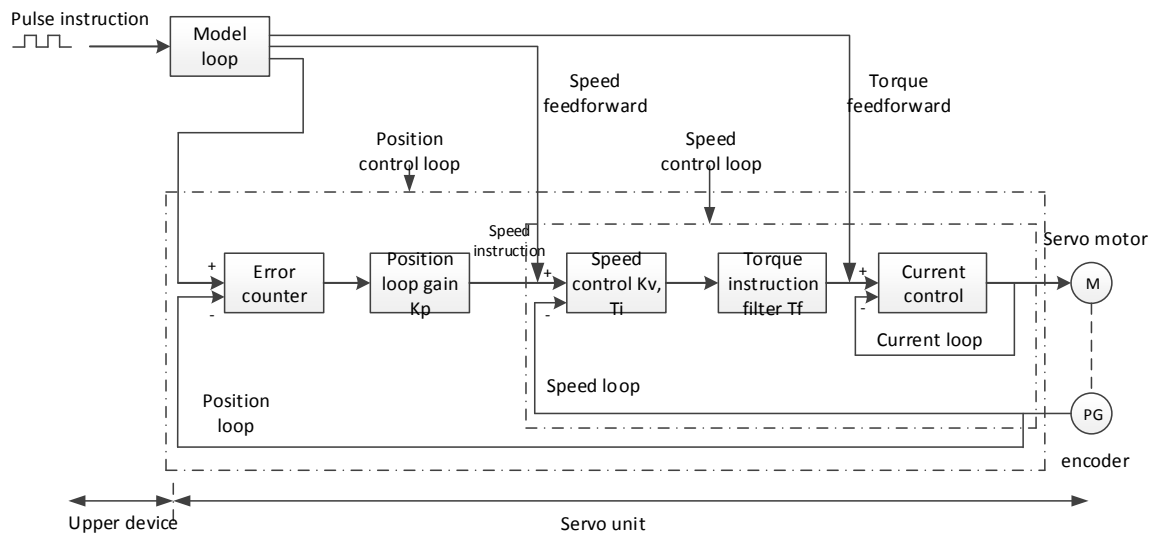 Pulse instruction
Model
loop
Speed
feedforward
Torque
feedforward
Position
control loop
Speed
control loop
Speed
instruction
Servo motor
+
-
Error
counter
Position
loop gain
Kp
+
-
Speed
control Kv,
Ti
Torque
instruction
filter Tf
+
-
Current
control
M
Current loop
Speed loop
Position
loop
PG
encoder
Upper device
Servo unit